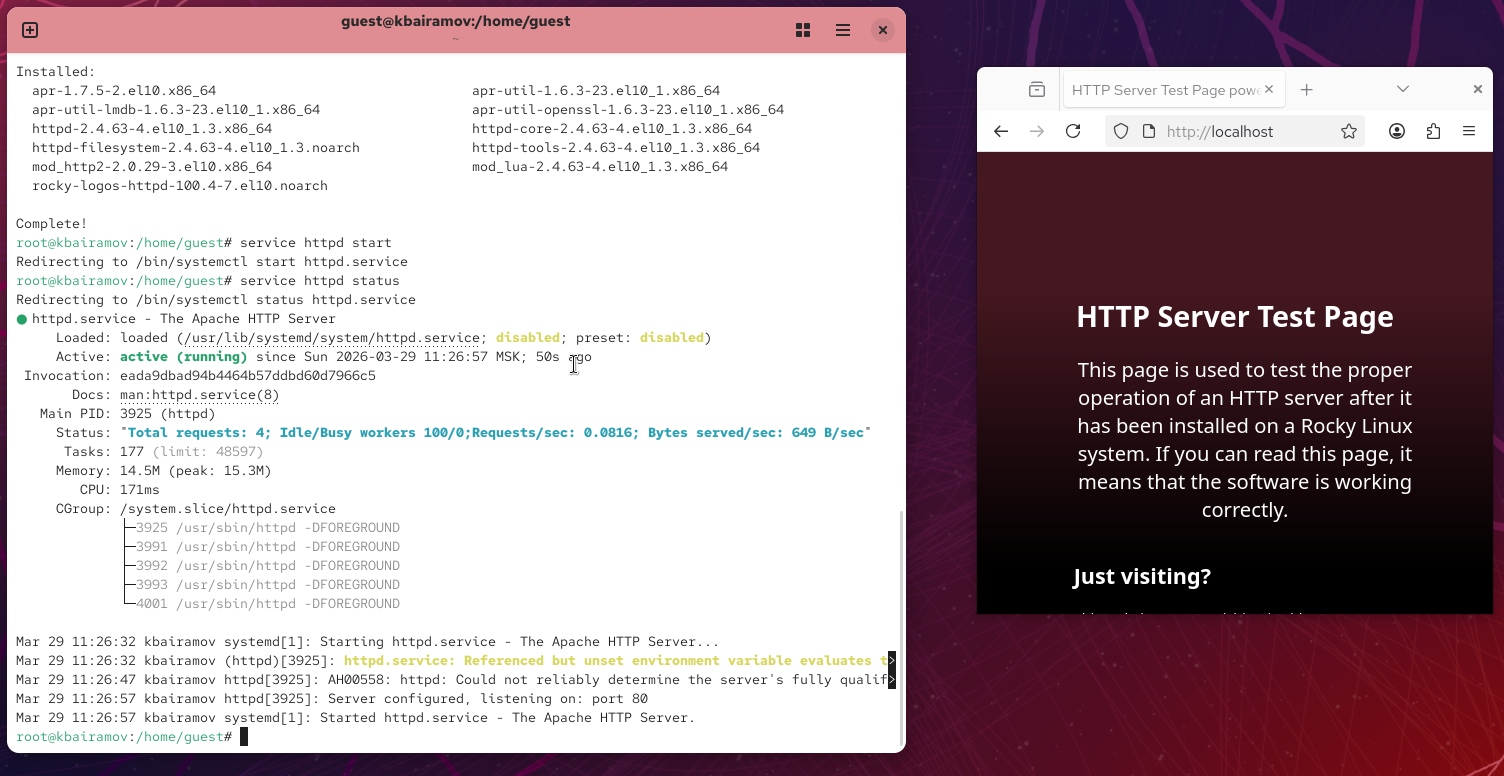 guest@kbairamov:/home/guest
~
Installed:
apr-1.7.5-2.el10.x86_64 apr-util-1.6.3-23.el10_1.x86_64
apr-util-lmdb-1.6.3-23.el10_1.x86_64 apr-util-openssl-1.6.3-23.el10_1.x86_64
httpd-2.4.63-4.el10_1.3.x86_64 httpd-core-2.4.63-4.el10_1.3.x86_64
httpd-filesystem-2.4.63-4.el10_1.3.noarch httpd-tools-2.4.63-4.el10_1.3.x86_64
mod_http2-2.0.29-3.el10.x86_64 mod_lua-2.4.63-4.el10_1.3.x86_64
rocky-logos-httpd-100.4-7.el10.noarch
Complete!
root@kbairamov:/home/guest# service httpd start
Redirecting to /bin/systemctl start httpd.service
root@kbairamov:/home/guest# service httpd status
Redirecting to /bin/systemctl status httpd.service
● httpd.service - The Apache HTTP Server
Loaded: loaded (/usr/lib/systemd/system/httpd.service; disabled; preset: disabled)
Active: active (running) since Sun 2026-03-29 11:26:57 MSK; 50s ago
Invocation: eada9dbad94b4464b57ddbd60d7966c5
Docs: man:httpd.service(8)
Main PID: 3925 (httpd)
Status: "Total requests: 4; Idle/Busy workers 100/0;Requests/sec: 0.0816; Bytes served/sec: 649 B/sec"
Tasks: 177 (limit: 48597)
Memory: 14.5M (peak: 15.3M)
CPU: 171ms
CGroup: /system.slice/httpd.service
├─3925 /usr/sbin/httpd -DFOREGROUND
├─3991 /usr/sbin/httpd -DFOREGROUND
├─3992 /usr/sbin/httpd -DFOREGROUND
├─3993 /usr/sbin/httpd -DFOREGROUND
└─4001 /usr/sbin/httpd -DFOREGROUND
Mar 29 11:26:32 kbairamov systemd[1]: Starting httpd.service - The Apache HTTP Server...
Mar 29 11:26:32 kbairamov (httpd)[3925]: httpd.service: Referenced but unset environment variable evaluates t>
Mar 29 11:26:47 kbairamov httpd[3925]: AH00558: httpd: Could not reliably determine the server's fully qualif>
Mar 29 11:26:57 kbairamov httpd[3925]: Server configured, listening on: port 80
Mar 29 11:26:57 kbairamov systemd[1]: Started httpd.service - The Apache HTTP Server.
root@kbairamov:/home/guest#
HTTP Server Test Page powe
http://localhost
HTTP Server Test Page
This page is used to test the proper
operation of an HTTP server after it
has been installed on a Rocky Linux
system. If you can read this page, it
means that the software is working
correctly.
Just visiting?